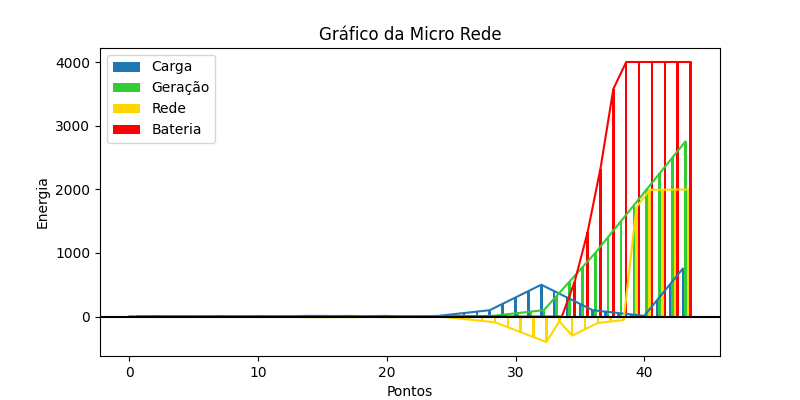 Gráfico da Micro Rede
Carga
Geração
Rede
Bateria
Energia
4000
3000
2000
1000
0
0 10 20 30 40
Pontos